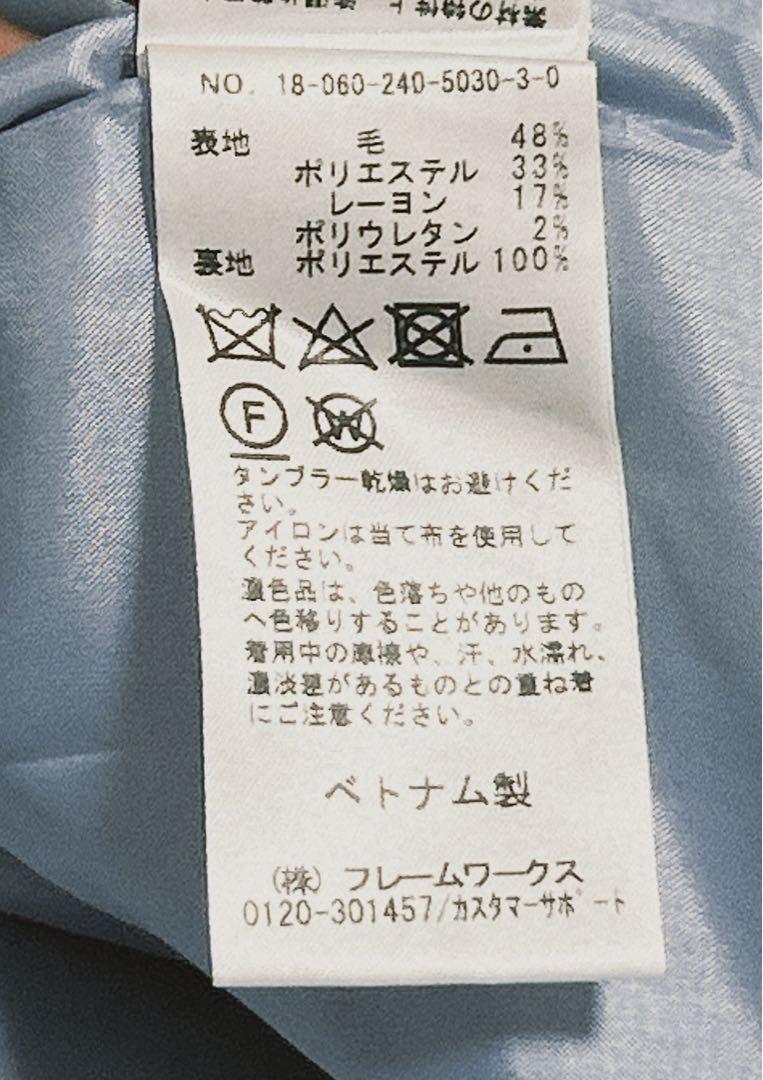 素材の特性上
NO. 18-060-240-5030-3-0
表地 毛 48%
ポリエステル 33%
レーヨン 17%
ポリウレタン 2%
裏地 ポリエステル 100%
F
W
タンブラー乾燥はお避けくだ
さい。
アイロンは当て布を使用して
ください。
濃色品は、色落ちや他のもの
へ色移りすることがあります。
着用中の摩擦や、汗、水濡れ、
濃淡差があるものとの重ね着
にご注意ください。
ベトナム製
(株) フレームワークス
0120-301457/カスタマーサポート